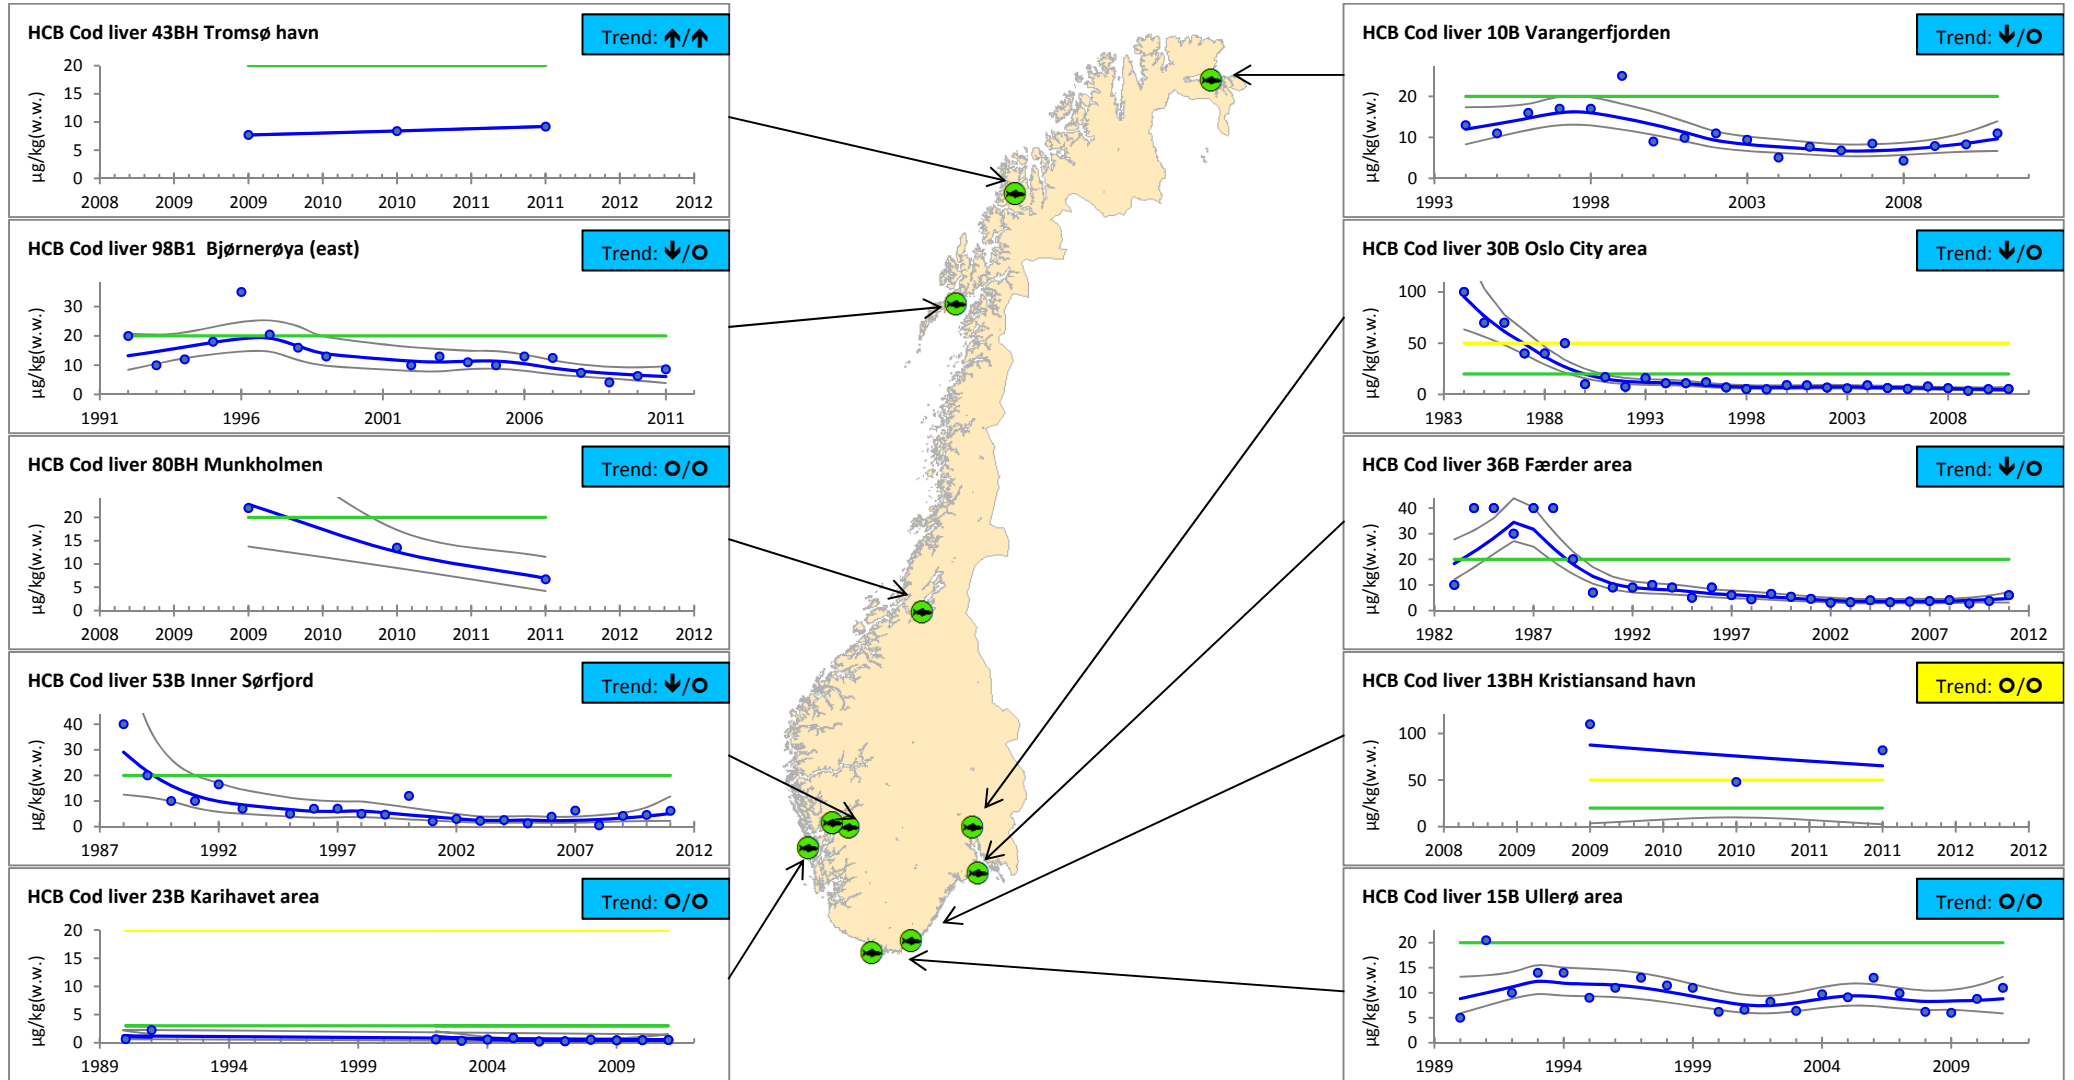 HCB Cod liver 43BH Tromsø havn
Trend: ↑/↑
µg/kg(w.w.)
20
15
10
5
0
2008 2009 2009 2010 2010 2011 2011 2012 2012
HCB Cod liver 98B1 Bjørnerøya (east)
Trend: ↓/O
µg/kg(w.w.)
30
20
10
0
1991 1996 2001 2006 2011
HCB Cod liver 80BH Munkholmen
Trend: O/O
µg/kg(w.w.)
20
15
10
5
0
2008 2009 2009 2010 2010 2011 2011 2012 2012
HCB Cod liver 53B Inner Sørfjord
Trend: ↓/O
µg/kg(w.w.)
40
30
20
10
0
1987 1992 1997 2002 2007 2012
HCB Cod liver 23B Karihavet area
Trend: O/O
µg/kg(w.w.)
20
15
10
5
0
1989 1994 1999 2004 2009
HCB Cod liver 10B Varangerfjorden
Trend: ↓/O
µg/kg(w.w.)
20
10
0
1993 1998 2003 2008
HCB Cod liver 30B Oslo City area
Trend: ↓/O
µg/kg(w.w.)
100
50
0
1983 1988 1993 1998 2003 2008
HCB Cod liver 36B Færder area
Trend: ↓/O
µg/kg(w.w.)
40
30
20
10
0
1982 1987 1992 1997 2002 2007 2012
HCB Cod liver 13BH Kristiansand havn
Trend: O/O
µg/kg(w.w.)
100
50
0
2008 2009 2009 2010 2010 2011 2011 2012 2012
HCB Cod liver 15B Ullerø area
Trend: O/O
µg/kg(w.w.)
20
15
10
5
0
1989 1994 1999 2004 2009